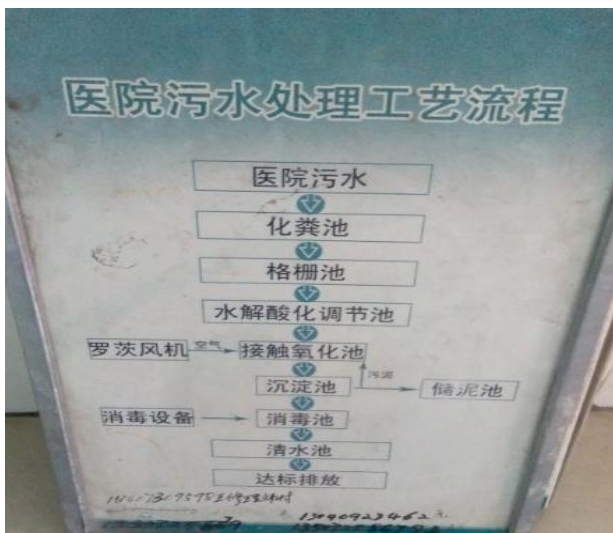 医院污水处理工艺流程
医院污水
化粪池
格栅池
水解酸化调节池
罗茨风机
空气
接触氧化池
污泥
沉淀池
储泥池
消毒设备
消毒池
清水池
达标排放